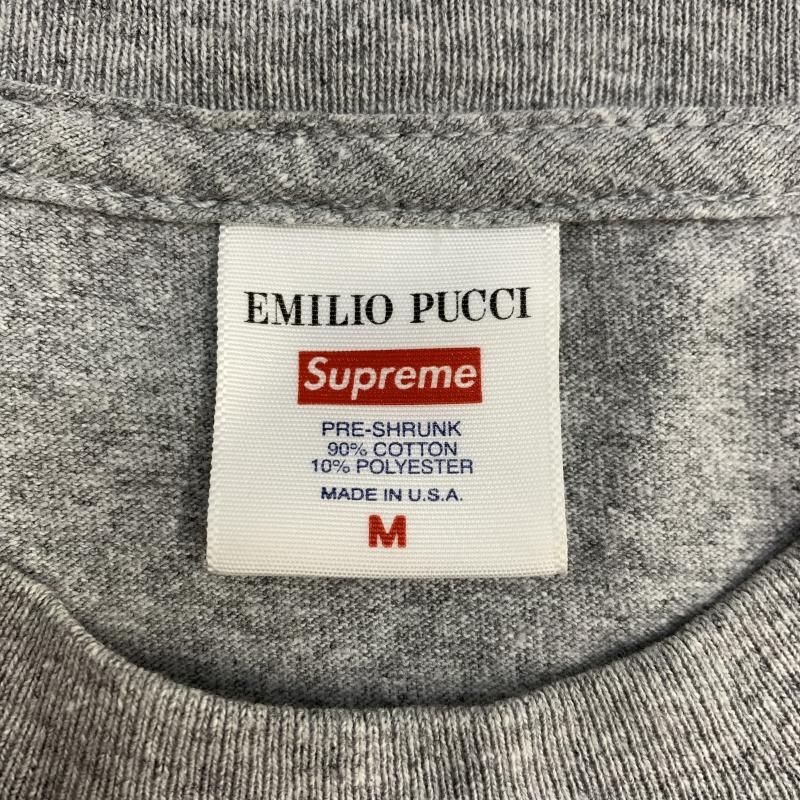 EMILIO PUCCI
Supreme
PRE-SHRUNK
90% COTTON
10% POLYESTER
MADE IN U.S.A.
M